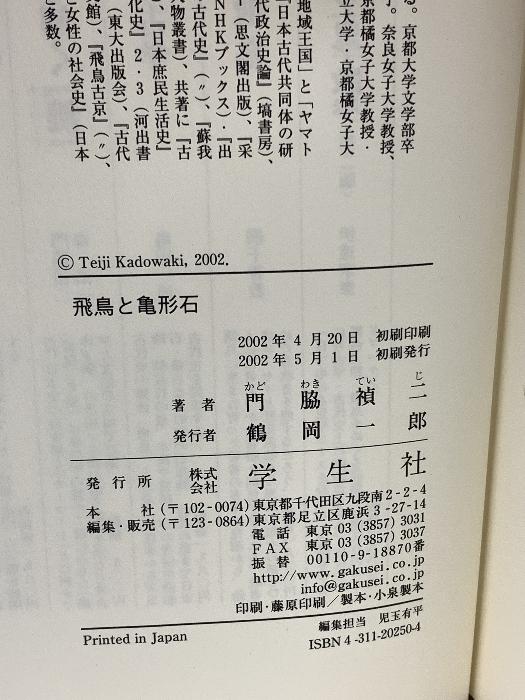 る。京都大学文学部卒
、奈良女子大学教授、
都橘女子大学教授・
立大学・京都橘女子大
地域王国』と『ヤマト
『日本古代共同体の研
代政治史論』(塙書房)、
(思文閣出版)、『采
NHKブックス)・『出
古代史』(〃)、『蘇我
人物叢書)、共著に『古
、『日本庶民生活史』
化史』2・3(河出書
(東大出版会)、『古代
館)、『飛鳥古京』(〃)、
と女性の社会史』(日本
と多数。
© Teiji Kadowaki, 2002.
飛鳥と亀形石
2002年4月20日 初刷印刷
2002年5月1日 初刷発行
かど わき てい じ
著者 門脇禎二
発行者 鶴岡一郎
発行所 株式会社 学生社
本社 (〒102-0074) 東京都千代田区九段南2-2-4
編集・販売 (〒123-0864) 東京都足立区鹿浜3-27-14
電話 東京03(3857)3031
FAX 東京03(3857)3037
振替 00110-9-18870番
http://www.gakusei.co.jp
info@gakusei.co.jp
印刷・藤原印刷/製本・小泉製本
Printed in Japan
編集担当 児玉有平
ISBN4-311-20250-4